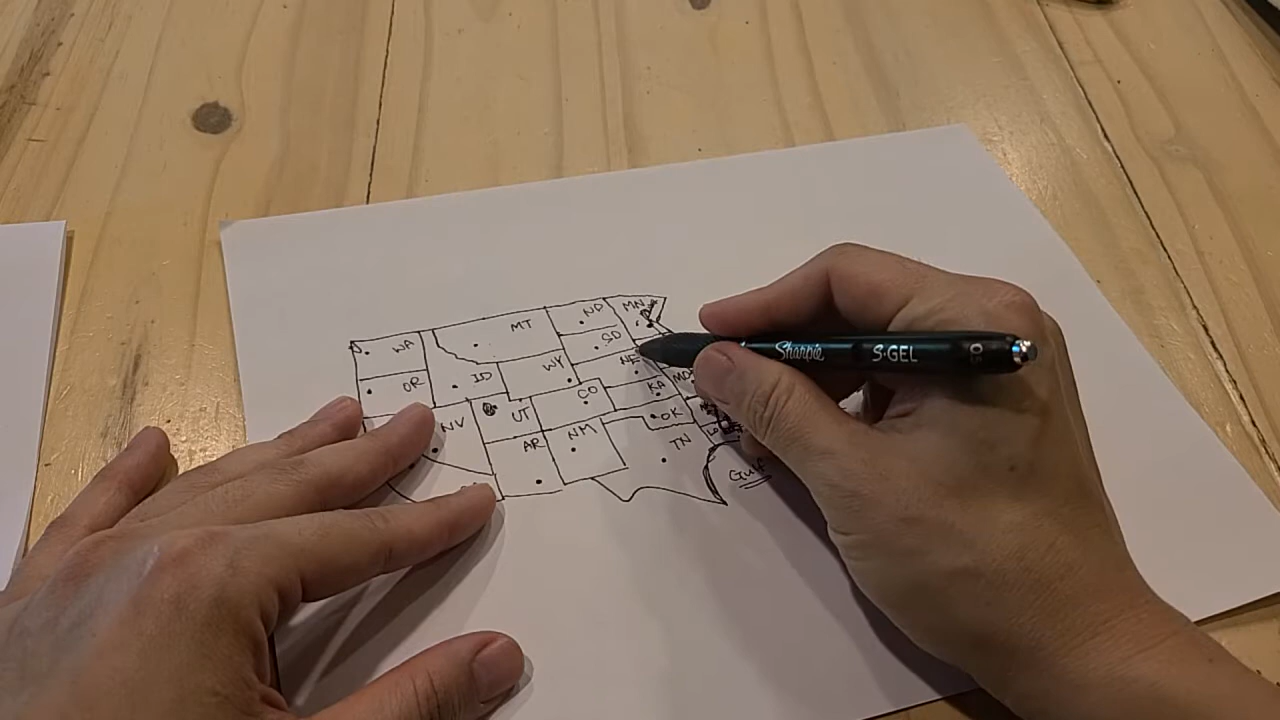 MN
ND
MT
WA
SD
WY
NE
ID
OR
CO
KA
UT
OK
NV
NM
TN
AR
Gulf
Sharpie S·GEL